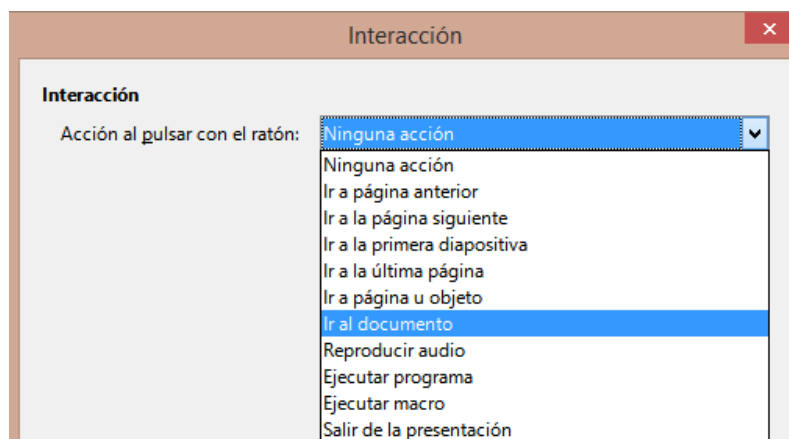 Interacción
Interacción
Acción al pulsar con el ratón: Ninguna acción
Ninguna acción
Ir a página anterior
Ir a la página siguiente
Ir a la primera diapositiva
Ir a la última página
Ir a página u objeto
Ir al documento
Reproducir audio
Ejecutar programa
Ejecutar macro
Salir de la presentación